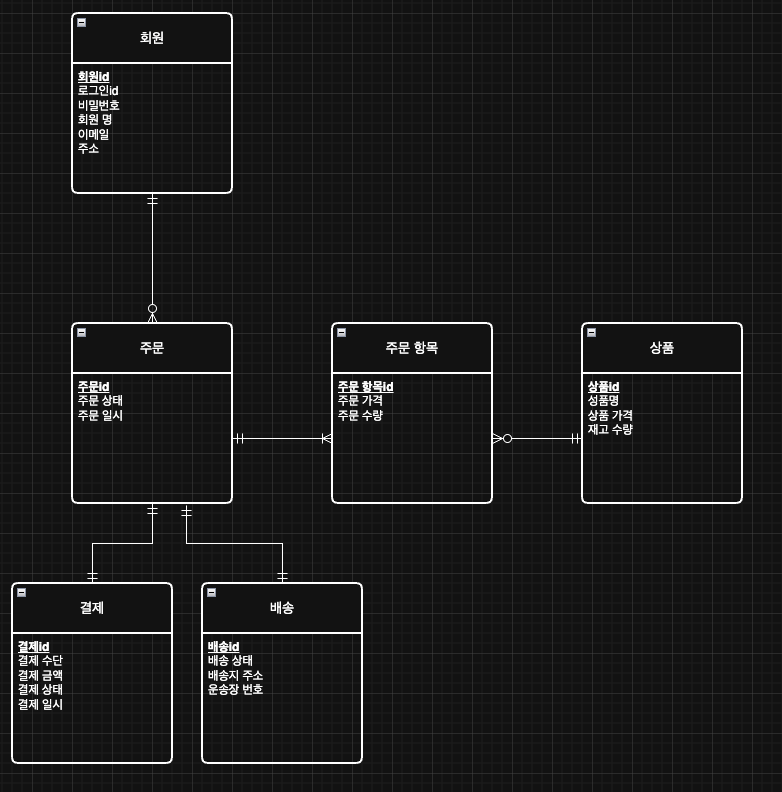 회원
회원id
로그인id
비밀번호
회원 명
이메일
주소
주문
주문id
주문 상태
주문 일시
주문 항목
주문 항목id
주문 가격
주문 수량
상품
상품id
성품명
상품 가격
재고 수량
결제
결제id
결제 수단
결제 금액
결제 상태
결제 일시
배송
배송id
배송 상태
배송지 주소
운송장 번호